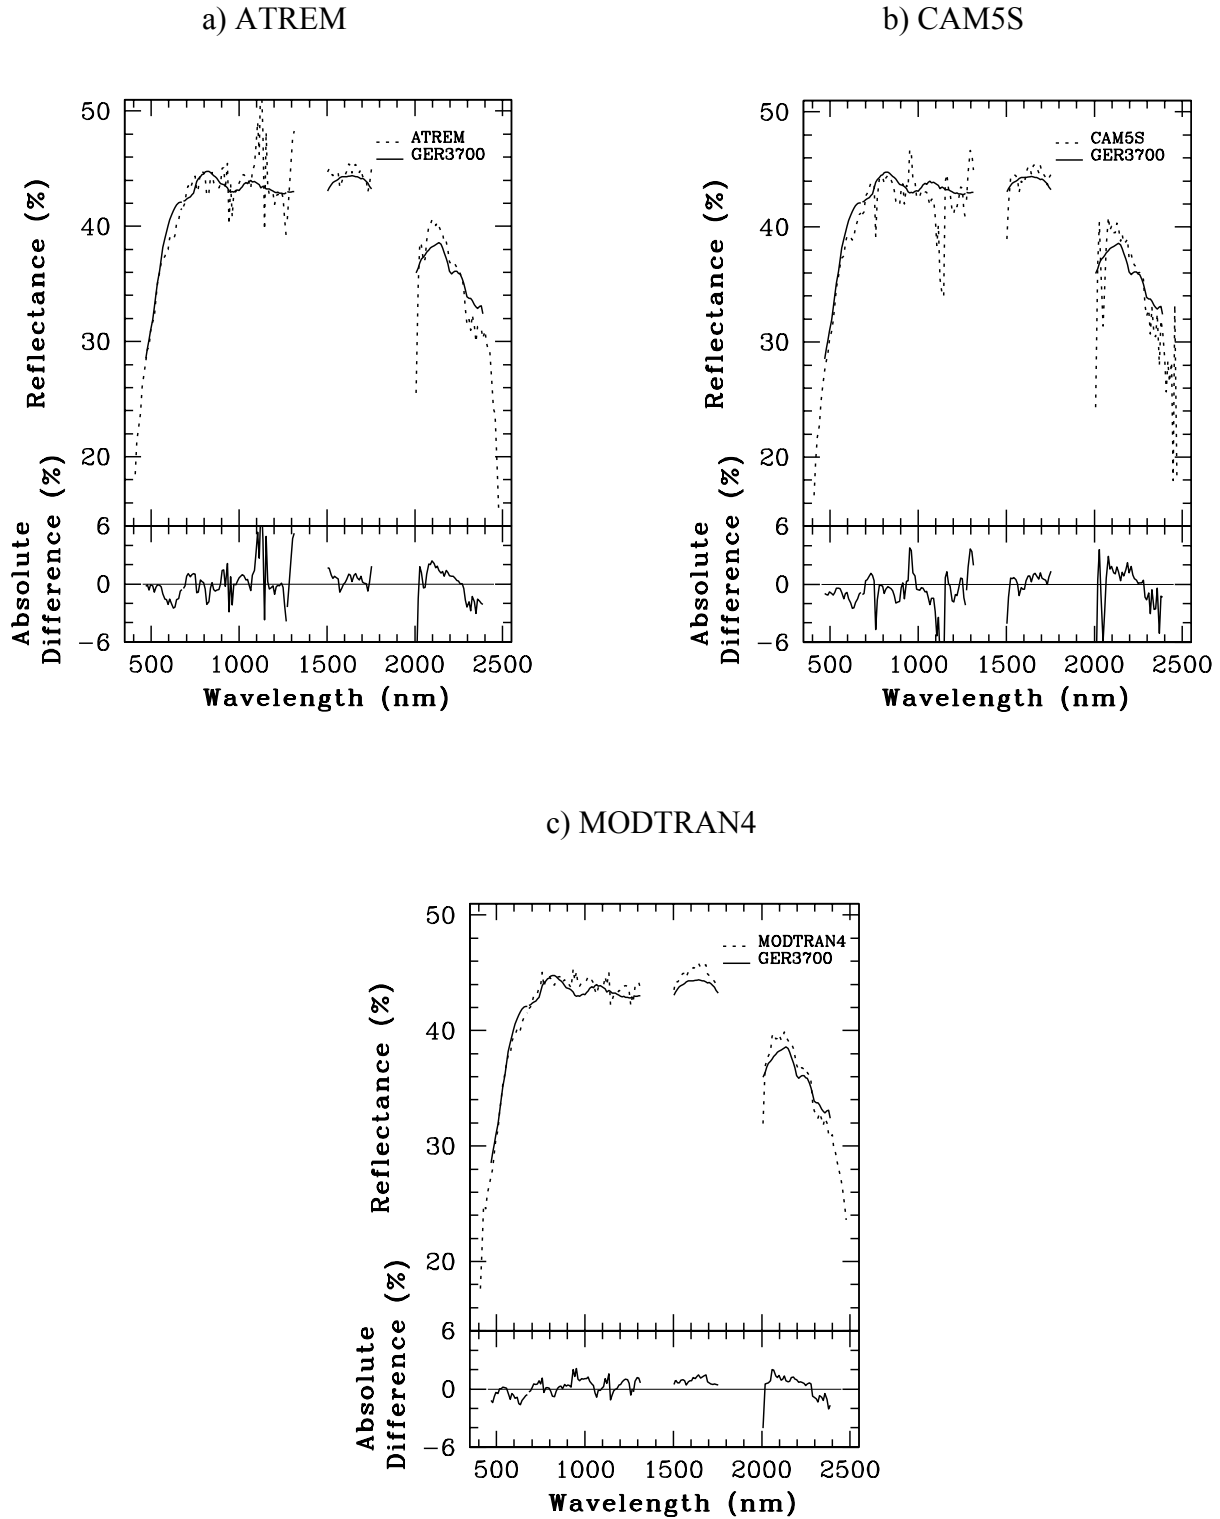 a) ATREM
50
40
30
20
Reflectance (%)
ATREM
GER3700
6
0
-6
Absolute
Difference (%)
500 1000 1500 2000 2500
Wavelength (nm)
b) CAM5S
50
40
30
20
Reflectance (%)
CAM5S
GER3700
6
0
-6
Absolute
Difference (%)
500 1000 1500 2000 2500
Wavelength (nm)
c) MODTRAN4
50
40
30
20
Reflectance (%)
MODTRAN4
GER3700
6
0
-6
Absolute
Difference (%)
500 1000 1500 2000 2500
Wavelength (nm)